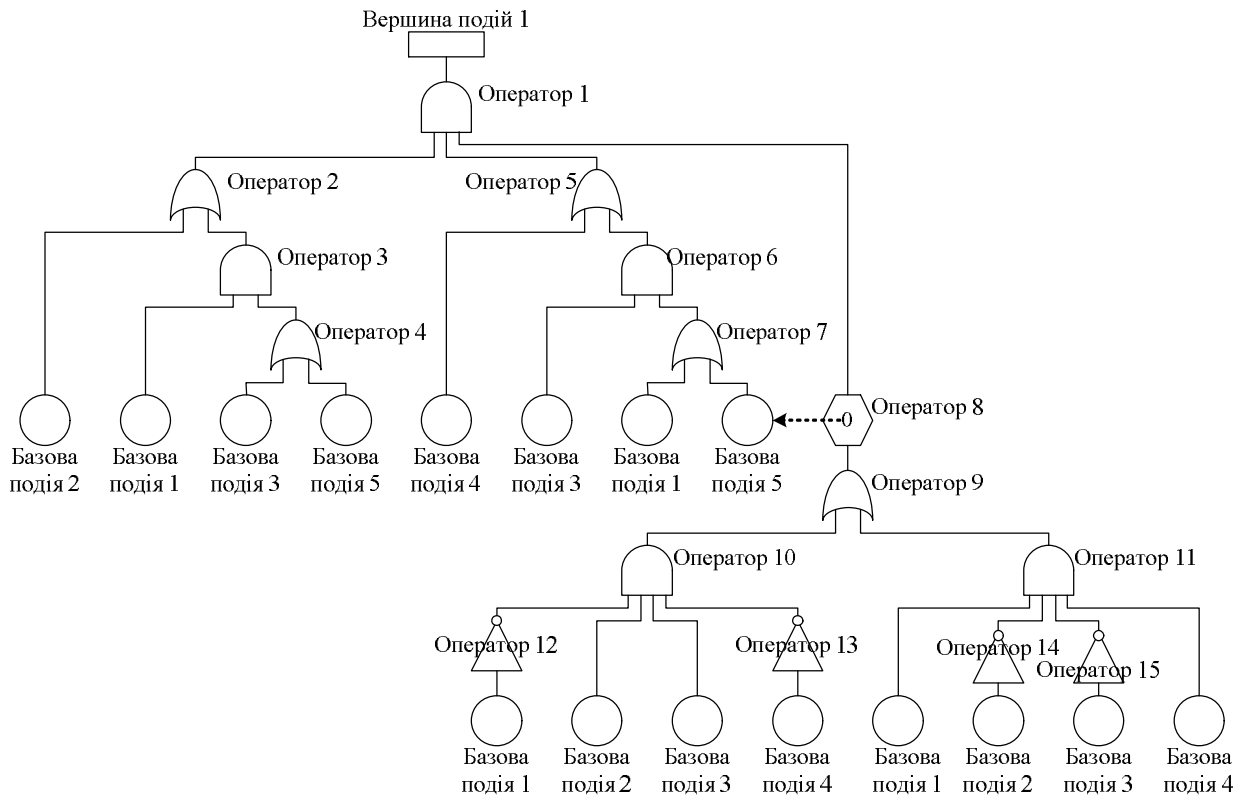 Вершина подій 1
Оператор 1
Оператор 2
Оператор 5
Оператор 3
Оператор 6
Оператор 4
Оператор 7
0
Оператор 8
Базова
подія 2
Базова
подія 1
Базова
подія 3
Базова
подія 5
Базова
подія 4
Базова
подія 3
Базова
подія 1
Базова
подія 5
Оператор 9
Оператор 10
Оператор 11
Оператор 12
Оператор 13
Оператор 14
Оператор 15
Базова
подія 1
Базова
подія 2
Базова
подія 3
Базова
подія 4
Базова
подія 1
Базова
подія 2
Базова
подія 3
Базова
подія 4